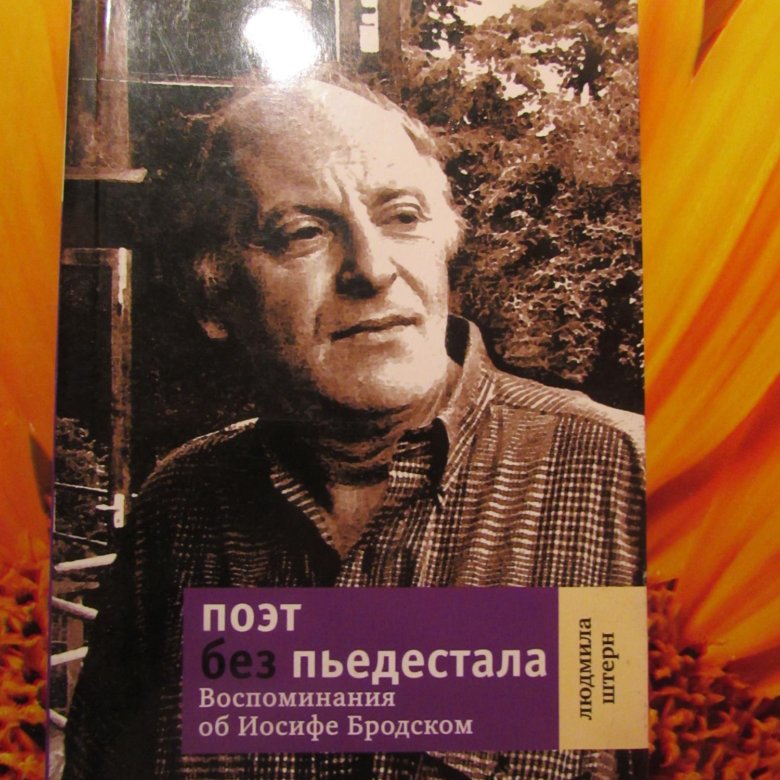 поэт
без пьедестала
Воспоминания
об Иосифе Бродском
людмила
штерн